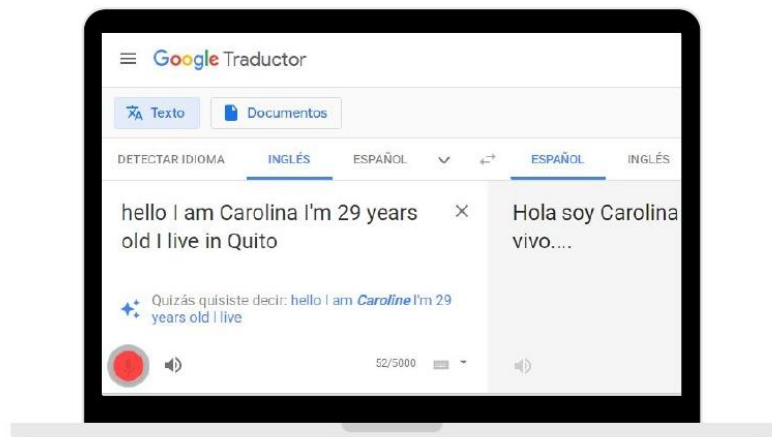 Google Traductor
Texto
Documentos
DETECTAR IDIOMA
INGLÉS
ESPAÑOL
ESPAÑOL
INGLÉS
hello I am Carolina I'm 29 years
old I live in Quito
Hola soy Carolina
vivo....
Quizás quisiste decir: hello I am Caroline I'm 29
years old I live
52/5000